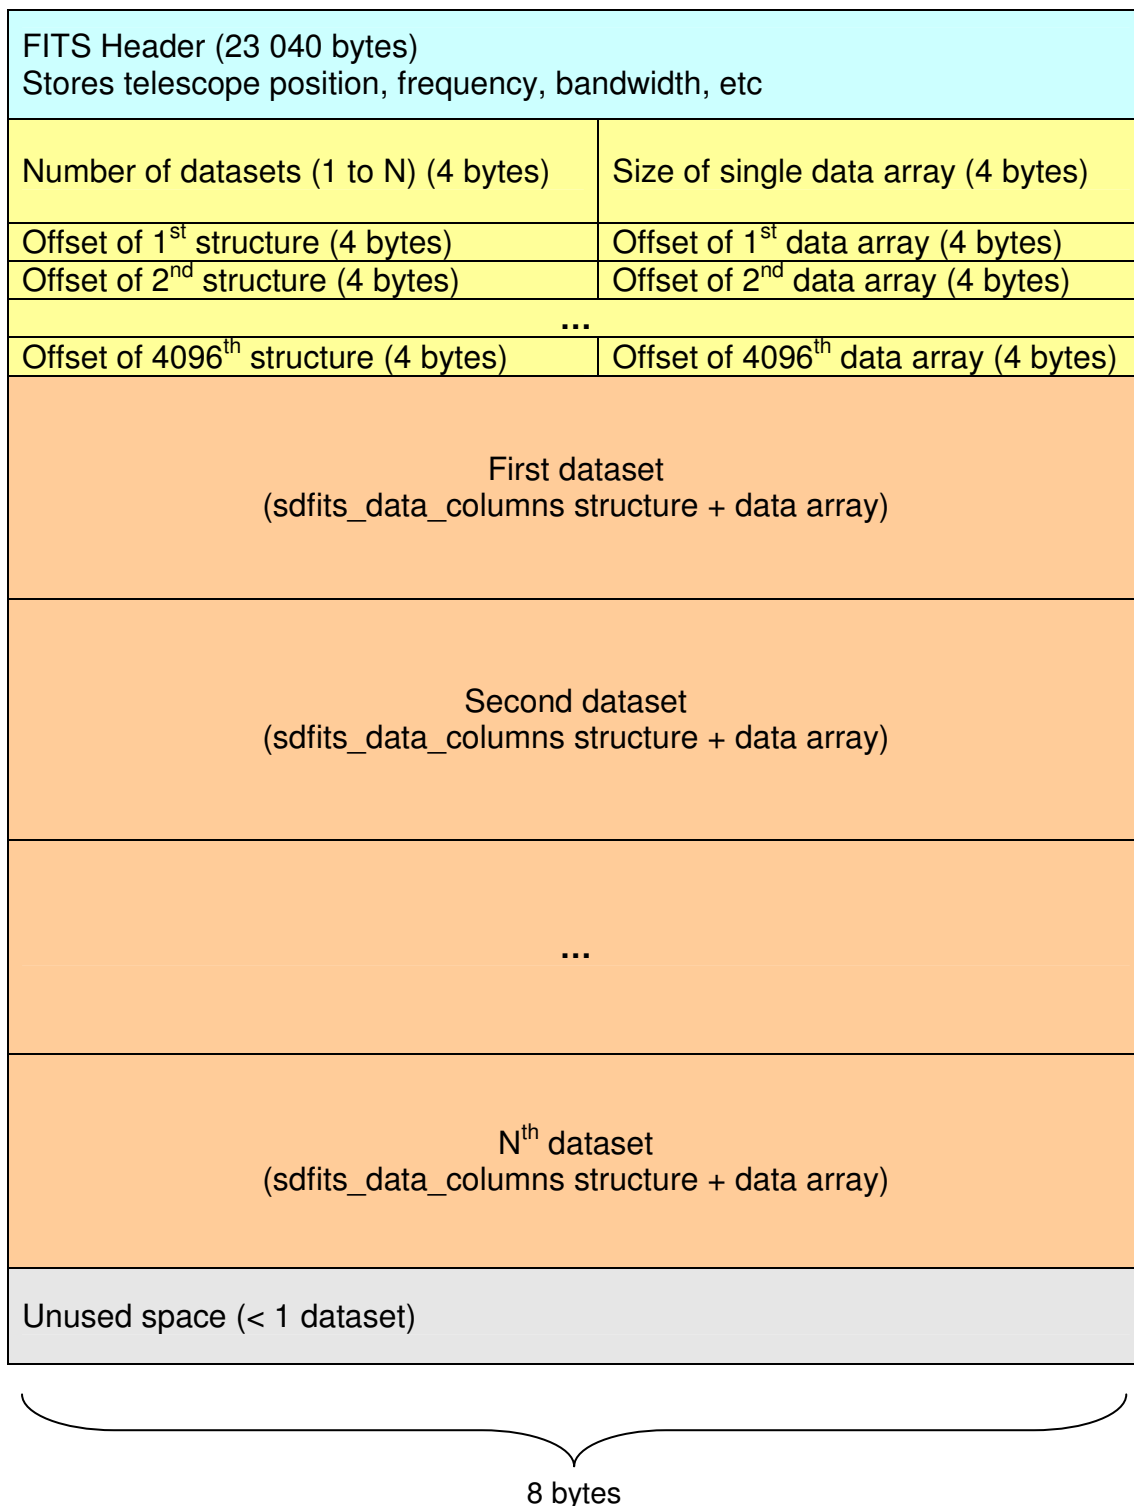 FITS Header (23 040 bytes)
Stores telescope position, frequency, bandwidth, etc
Number of datasets (1 to N) (4 bytes) Size of single data array (4 bytes)
Offset of 1st structure (4 bytes) Offset of 1st data array (4 bytes)
Offset of 2nd structure (4 bytes) Offset of 2nd data array (4 bytes)
...
Offset of 4096th structure (4 bytes) Offset of 4096th data array (4 bytes)
First dataset
(sdfits_data_columns structure + data array)
Second dataset
(sdfits_data_columns structure + data array)
...
Nth dataset
(sdfits_data_columns structure + data array)
Unused space (< 1 dataset)
8 bytes